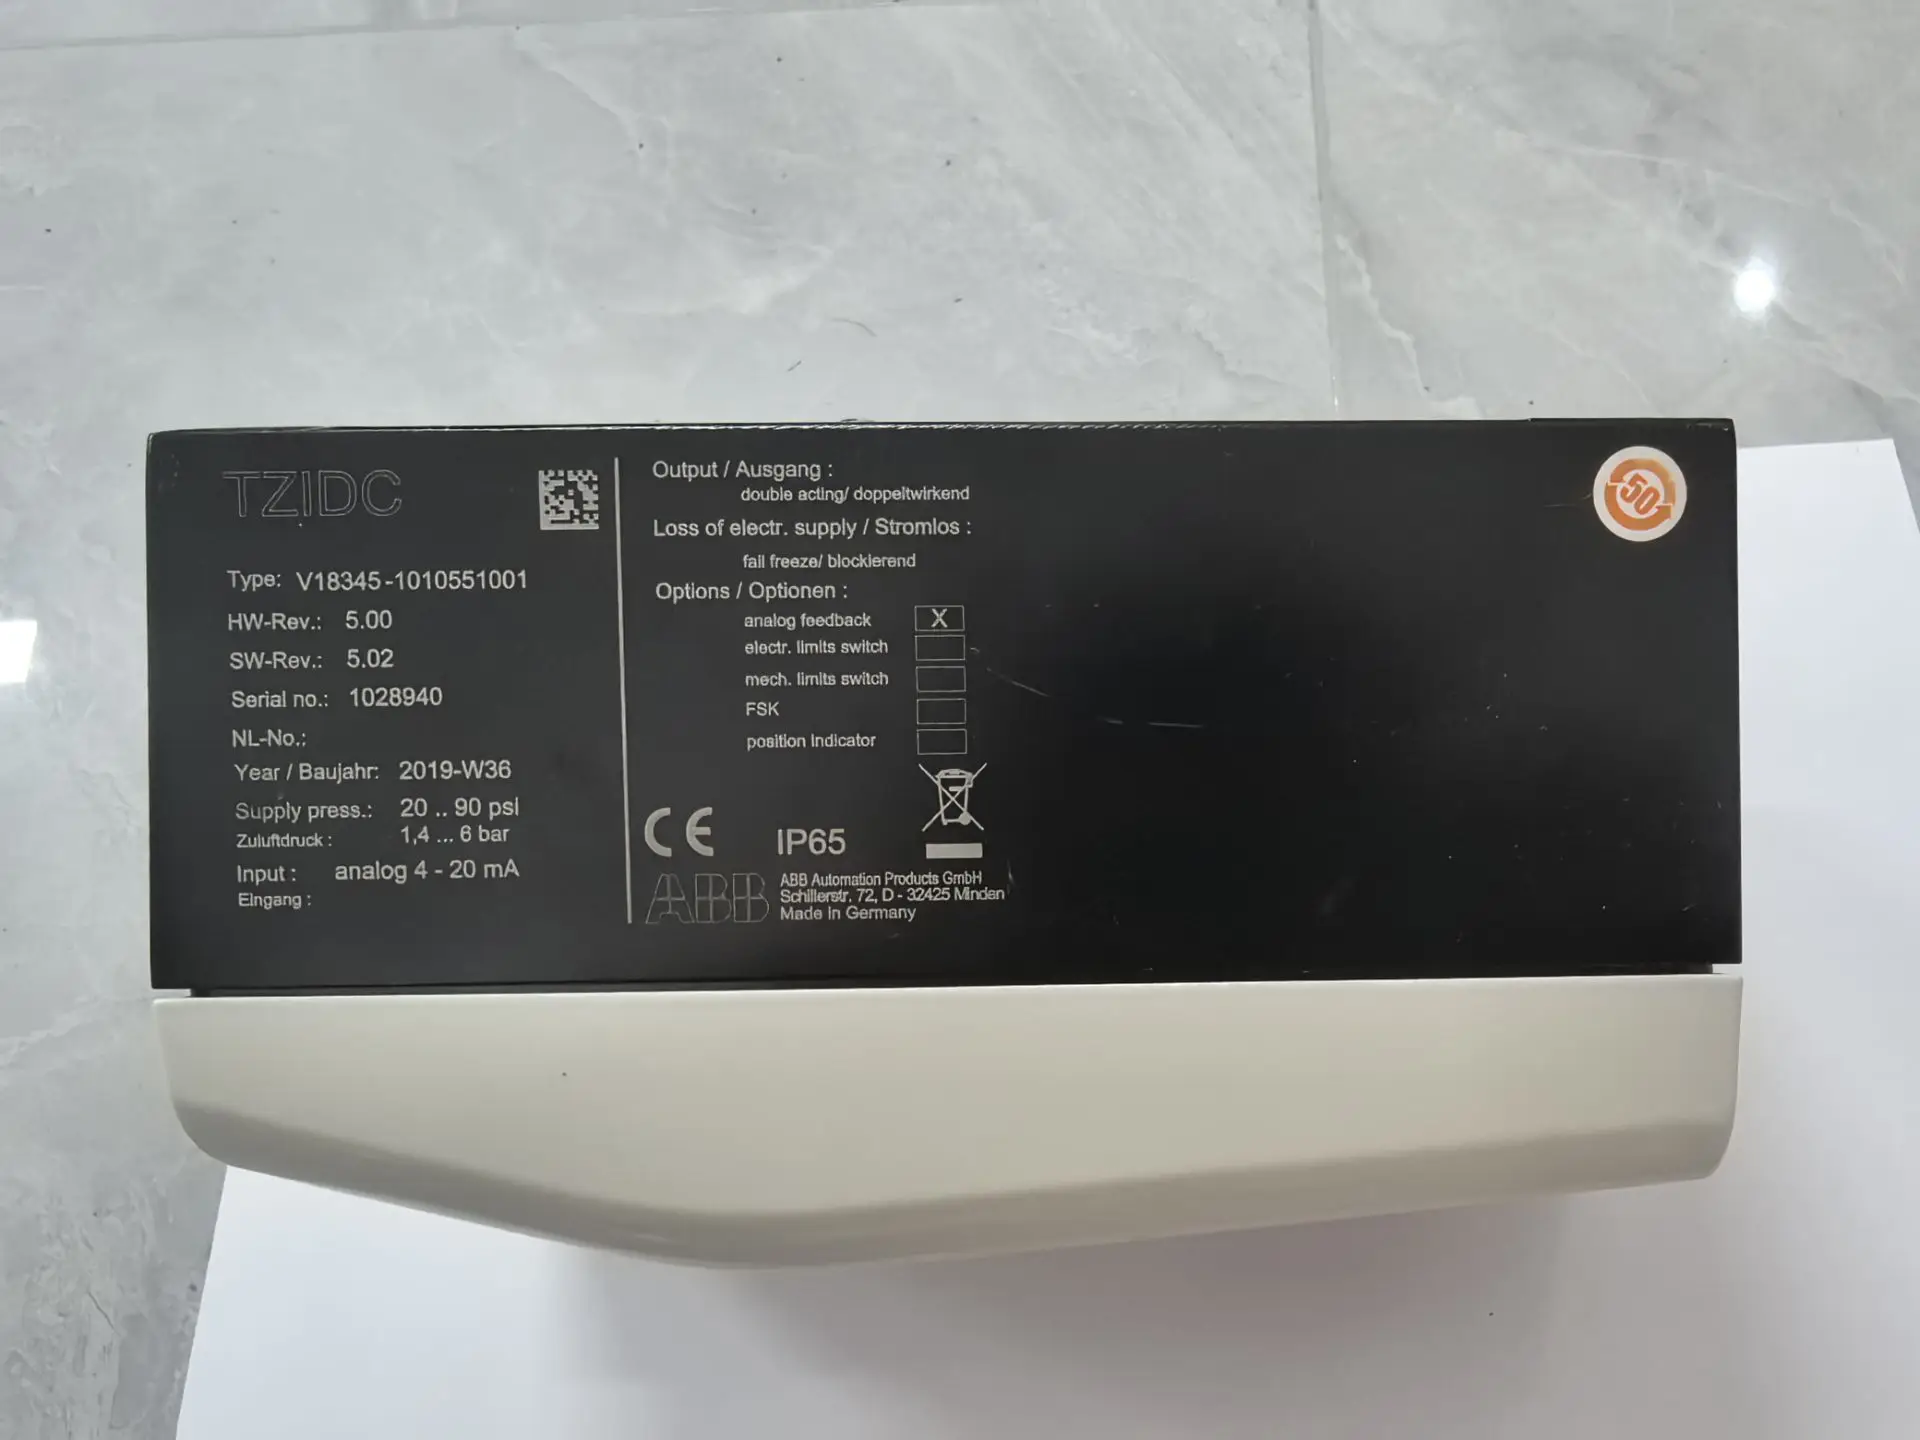 TZIDC
Type: V18345-1010551001
HW-Rev.: 5.00
SW-Rev.: 5.02
Serial no.: 1028940
NL-No.:
Year / Baujahr: 2019-W36
Supply press.: 20 .. 90 psi
Zuluftdruck : 1,4 ... 6 bar
Input : analog 4 - 20 mA
Eingang :
Output / Ausgang :
double acting/ doppeltwirkend
Loss of electr. supply / Stromlos :
fail freeze/ blockierend
Options / Optionen :
analog feedback X
electr. limits switch
mech. limits switch
FSK
position indicator
CE IP65
ABB
ABB Automation Products GmbH
Schillerstr. 72, D - 32425 Minden
Made in Germany
50